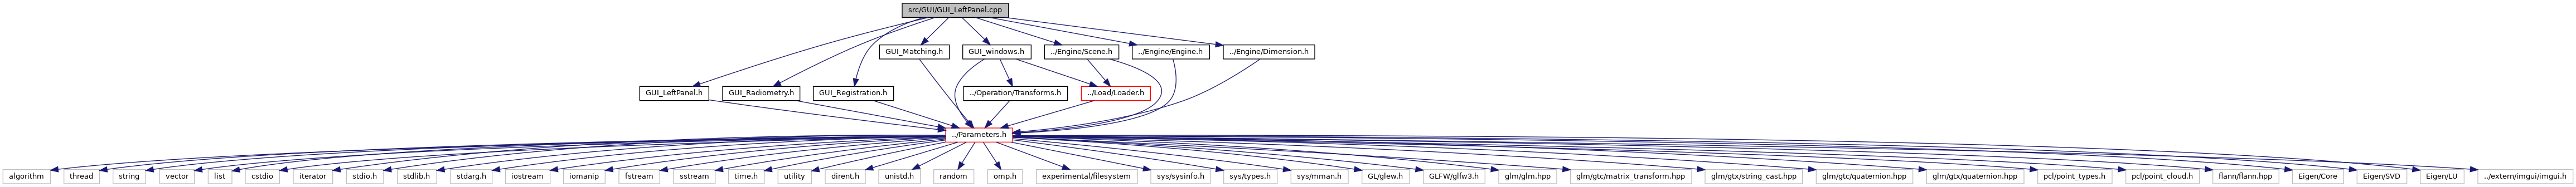 src/GUI/GUI_LeftPanel.cpp
GUI_Matching.h
GUI_windows.h
../Engine/Scene.h
../Engine/Engine.h
../Engine/Dimension.h
GUI_LeftPanel.h
GUI_Radiometry.h
GUI_Registration.h
../Operation/Transforms.h
../Load/Loader.h
../Parameters.h
algorithm
thread
string
vector
list
cstdio
iterator
stdio.h
stdlib.h
stdarg.h
iostream
iomanip
fstream
sstream
time.h
utility
dirent.h
unistd.h
random
omp.h
experimental/filesystem
sys/sysinfo.h
sys/types.h
sys/mman.h
GL/glew.h
GLFW/glfw3.h
glm/glm.hpp
glm/gtc/matrix_transform.hpp
glm/gtx/string_cast.hpp
glm/gtc/quaternion.hpp
glm/gtx/quaternion.hpp
pcl/point_types.h
pcl/point_cloud.h
flann/flann.hpp
Eigen/Core
Eigen/SVD
Eigen/LU
../extern/imgui/imgui.h